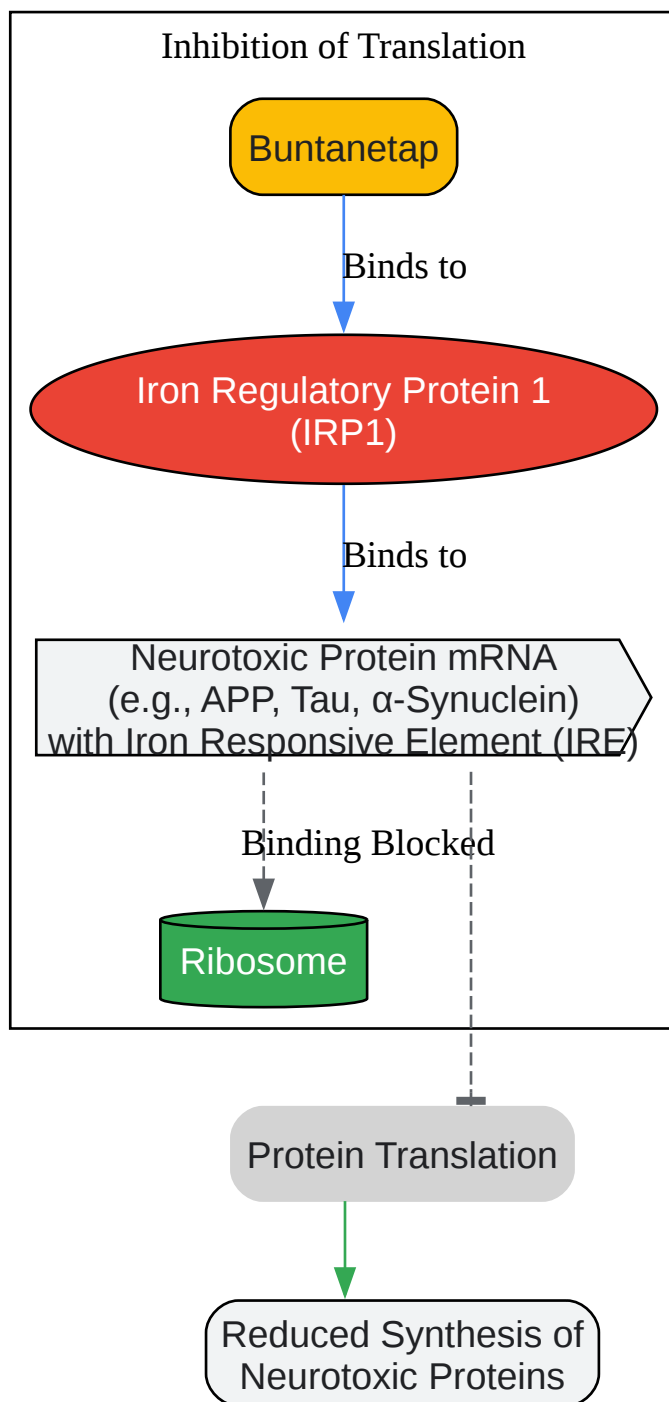 Inhibition of Translation
Buntanetap
Binds to
Iron Regulatory Protein 1
(IRP1)
Binds to
Neurotoxic Protein mRNA
(e.g., APP, Tau, α-Synuclein)
with Iron Responsive Element (IRE)
Binding Blocked
Ribosome
Protein Translation
Reduced Synthesis of
Neurotoxic Proteins